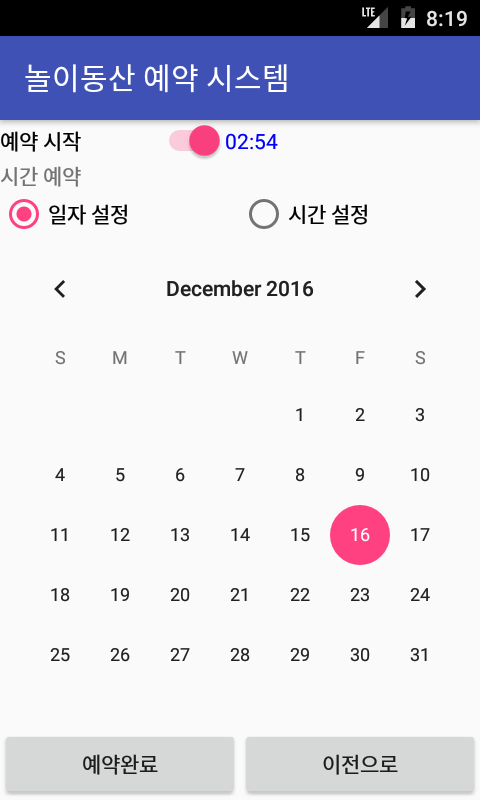 LTE 8:19
놀이동산 예약 시스템
예약 시작 02:54
시간 예약
일자 설정 시간 설정
December 2016
S M T W T F S
1 2 3
4 5 6 7 8 9 10
11 12 13 14 15 16 17
18 19 20 21 22 23 24
25 26 27 28 29 30 31
예약완료 이전으로